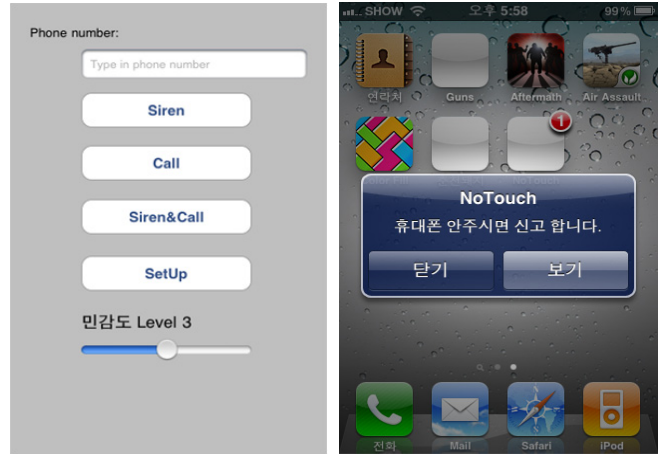 Phone number:
Type in phone number
Siren
Call
Siren&Call
SetUp
민감도 Level 3
SHOW 오후 5:58 99%
연락처 Guns Aftermath Air Assault
1
NoTouch
휴대폰 안주시면 신고 합니다.
닫기 보기
전화 Mail Safari iPod